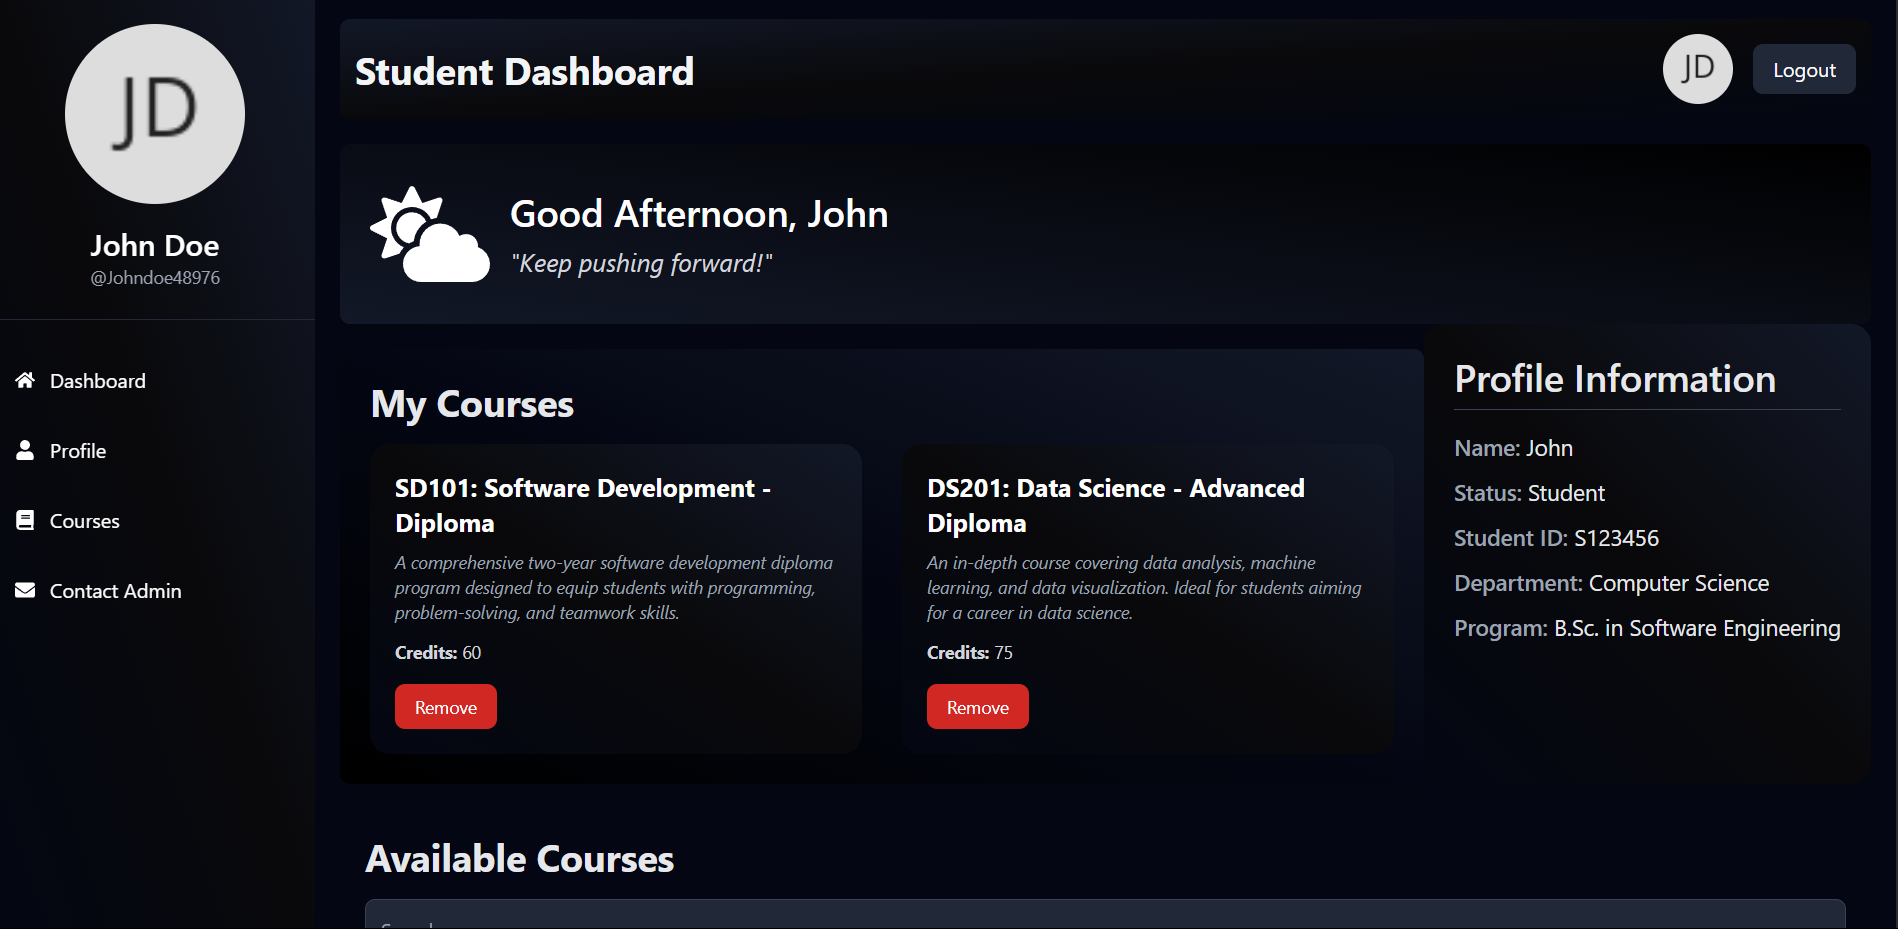 JD
John Doe
@Johndoe48976
Dashboard
Profile
Courses
Contact Admin
Student Dashboard
JD
Logout
Good Afternoon, John
"Keep pushing forward!"
My Courses
SD101: Software Development -
Diploma
A comprehensive two-year software development diploma
program designed to equip students with programming,
problem-solving, and teamwork skills.
Credits: 60
Remove
DS201: Data Science - Advanced
Diploma
An in-depth course covering data analysis, machine
learning, and data visualization. Ideal for students aiming
for a career in data science.
Credits: 75
Remove
Profile Information
Name: John
Status: Student
Student ID: S123456
Department: Computer Science
Program: B.Sc. in Software Engineering
Available Courses